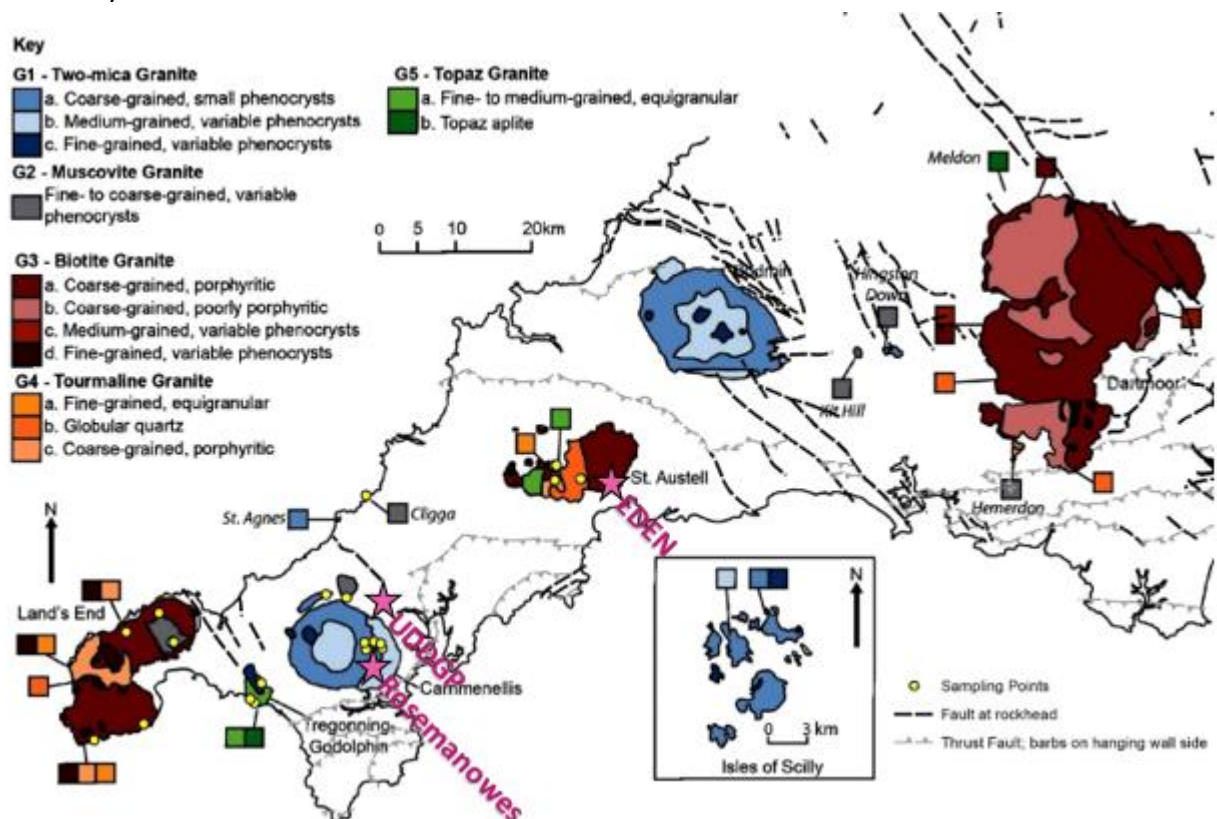 Key
G1 - Two-mica Granite
a. Coarse-grained, small phenocrysts
b. Medium-grained, variable phenocrysts
c. Fine-grained, variable phenocrysts
G2 - Muscovite Granite
Fine- to coarse-grained, variable
phenocrysts
G3 - Biotite Granite
a. Coarse-grained, porphyritic
b. Coarse-grained, poorly porphyritic
c. Medium-grained, variable phenocrysts
d. Fine-grained, variable phenocrysts
G4 - Tourmaline Granite
a. Fine-grained, equigranular
b. Globular quartz
c. Coarse-grained, porphyritic
G5 - Topaz Granite
a. Fine- to medium-grained, equigranular
b. Topaz aplite
0 5 10 20km
Meldon
Hingston
Down
Kit Hill
Dartmoor
Hemerdon
St. Austell
EDEN
St. Agnes
Cligga
N
Land's End
UDDGP
Carnmenellis
Rosemanowes
Tregonning-
Godolphin
N
0 3 km
Isles of Scilly
Sampling Points
Fault at rockhead
Thrust Fault; barbs on hanging wall side